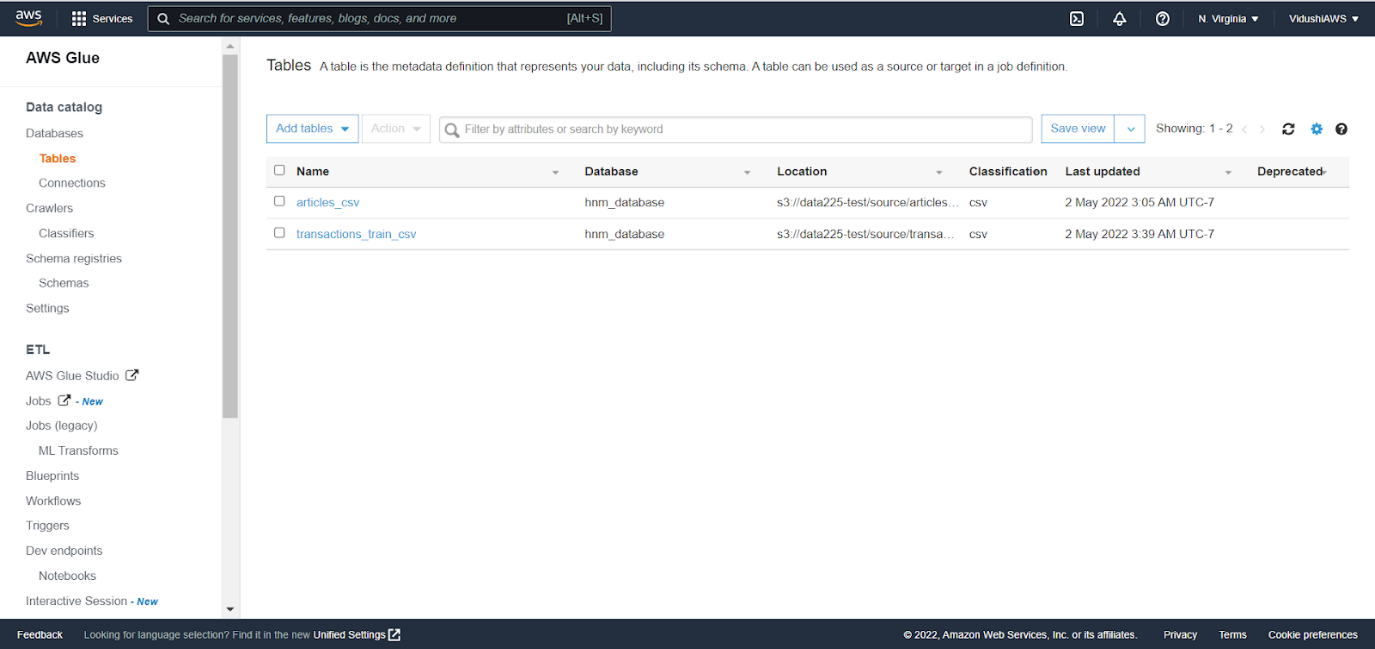 aws Services Search for services, features, blogs, docs, and more [Alt+S] N. Virginia VidushiAWS
AWS Glue
Data catalog
Databases
Tables
Connections
Crawlers
Classifiers
Schema registries
Schemas
Settings
ETL
AWS Glue Studio
Jobs - New
Jobs (legacy)
ML Transforms
Blueprints
Workflows
Triggers
Dev endpoints
Notebooks
Interactive Session - New
Tables A table is the metadata definition that represents your data, including its schema. A table can be used as a source or target in a job definition.
Add tables Action Filter by attributes or search by keyword Save view Showing: 1 - 2
Name Database Location Classification Last updated Deprecated
articles_csv hnm_database s3://data225-test/source/articles... csv 2 May 2022 3:05 AM UTC-7
transactions_train_csv hnm_database s3://data225-test/source/transa... csv 2 May 2022 3:39 AM UTC-7
Feedback Looking for language selection? Find it in the new Unified Settings © 2022, Amazon Web Services, Inc. or its affiliates. Privacy Terms Cookie preferences